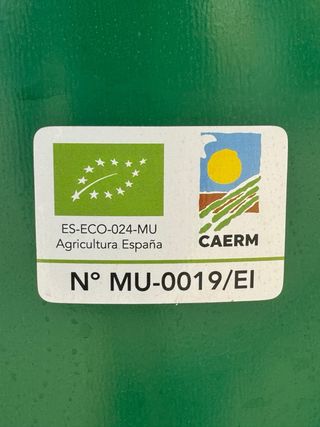 ES-ECO-024-MU
Agricultura España
CAERM
Nº MU-0019/EI